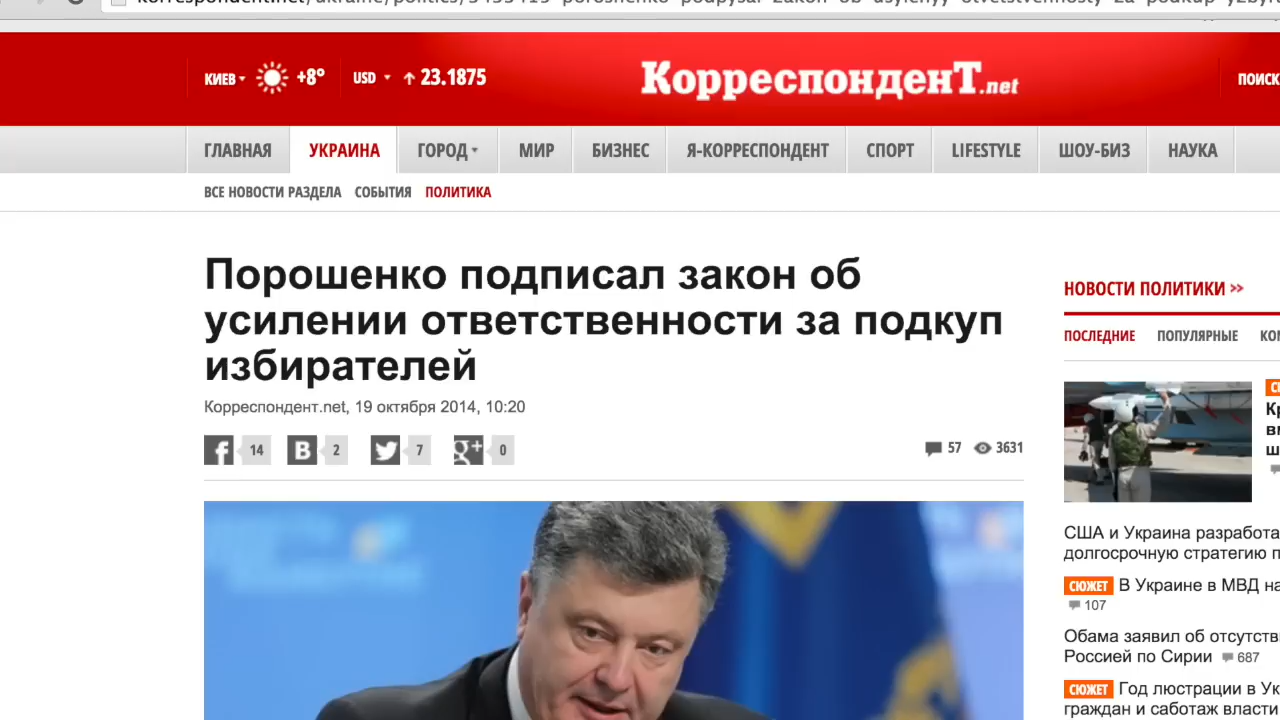 КИЕВ +8° USD 23.1875 Корреспондент.net ПОИСК
ГЛАВНАЯ УКРАИНА ГОРОД МИР БИЗНЕС Я-КОРРЕСПОНДЕНТ СПОРТ LIFESTYLE ШОУ-БИЗ НАУКА
ВСЕ НОВОСТИ РАЗДЕЛА СОБЫТИЯ ПОЛИТИКА
Порошенко подписал закон об
усилении ответственности за подкуп
избирателей
Корреспондент.net, 19 октября 2014, 10:20
14 2 7 0 57 3631
НОВОСТИ ПОЛИТИКИ »
ПОСЛЕДНИЕ ПОПУЛЯРНЫЕ
США и Украина разработа
долгосрочную стратегию п
СЮЖЕТ В Украине в МВД на
107
Обама заявил об отсутств
Россией по Сирии 687
СЮЖЕТ Год люстрации в Ук
граждан и саботаж власти